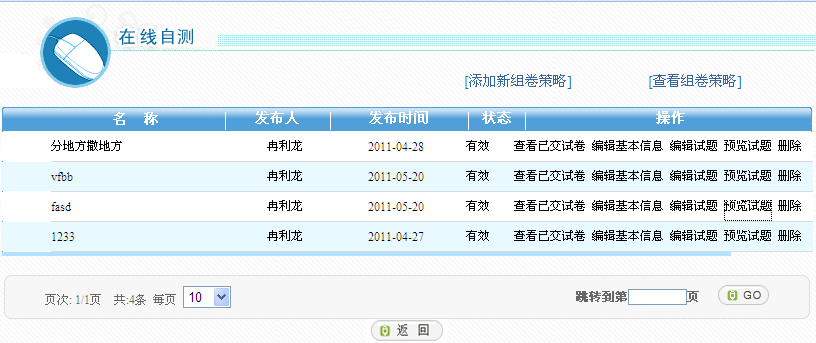 在线自测
[添加新组卷策略] [查看组卷策略]
名 称 发布人 发布时间 状态 操作
分地方撒地方 冉利龙 2011-04-28 有效 查看已交试卷 编辑基本信息 编辑试题 预览试题 删除
vfbb 冉利龙 2011-05-20 有效 查看已交试卷 编辑基本信息 编辑试题 预览试题 删除
fasd 冉利龙 2011-05-20 有效 查看已交试卷 编辑基本信息 编辑试题 预览试题 删除
1233 冉利龙 2011-04-27 有效 查看已交试卷 编辑基本信息 编辑试题 预览试题 删除
页次: 1/1页 共:4条 每页 10 跳转到第 页 GO
返 回